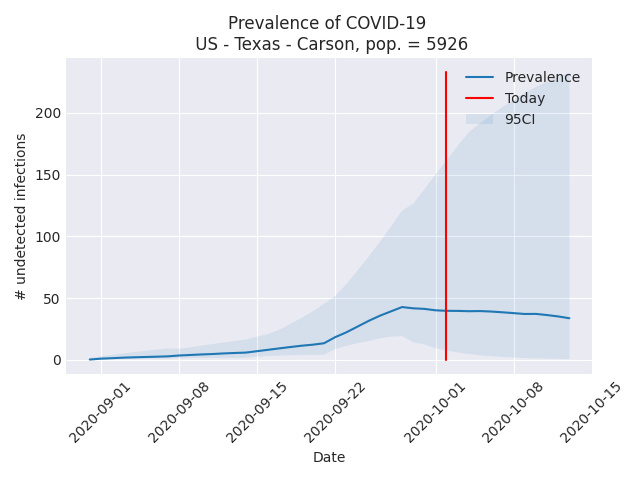 Prevalence of COVID-19
US - Texas - Carson, pop. = 5926
Prevalence
Today
95CI
# undetected infections
200
150
100
50
0
2020-09-01
2020-09-08
2020-09-15
2020-09-22
2020-10-01
2020-10-08
2020-10-15
Date